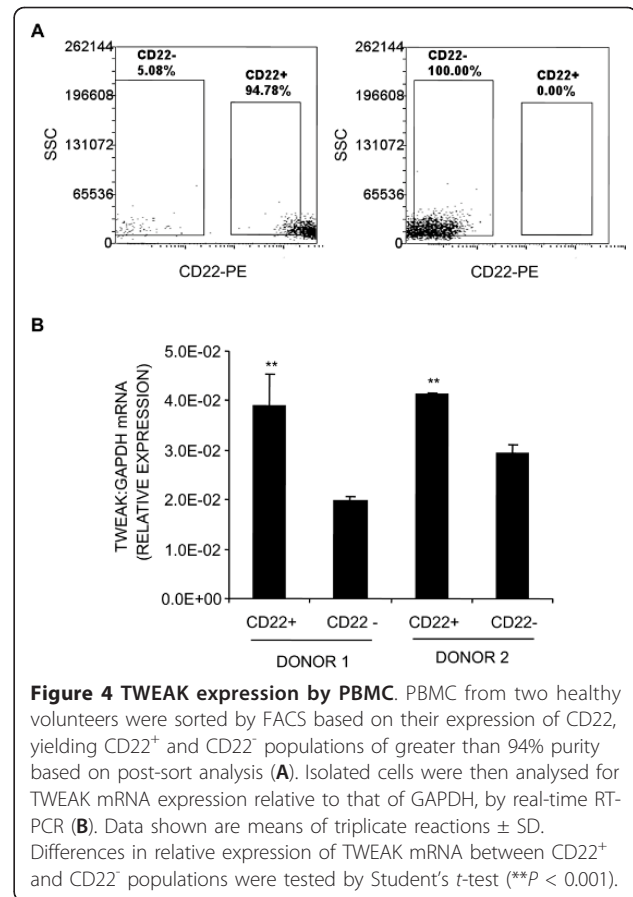 A
262144
196608
131072
65536
0
SSC
CD22-
5.08%
CD22+
94.78%
CD22-PE
262144
196608
131072
65536
0
SSC
CD22-
100.00%
CD22+
0.00%
CD22-PE
B
TWEAK:GAPDH mRNA
(RELATIVE EXPRESSION)
5.0E-02
4.0E-02
3.0E-02
2.0E-02
1.0E-02
0.0E+00
**
**
CD22+ CD22 - CD22+ CD22-
DONOR 1 DONOR 2
Figure 4 TWEAK expression by PBMC. PBMC from two healthy
volunteers were sorted by FACS based on their expression of CD22,
yielding CD22⁺ and CD22⁻ populations of greater than 94% purity
based on post-sort analysis (A). Isolated cells were then analysed for
TWEAK mRNA expression relative to that of GAPDH, by real-time RT-
PCR (B). Data shown are means of triplicate reactions ± SD.
Differences in relative expression of TWEAK mRNA between CD22⁺
and CD22⁻ populations were tested by Student's t-test (**P < 0.001).